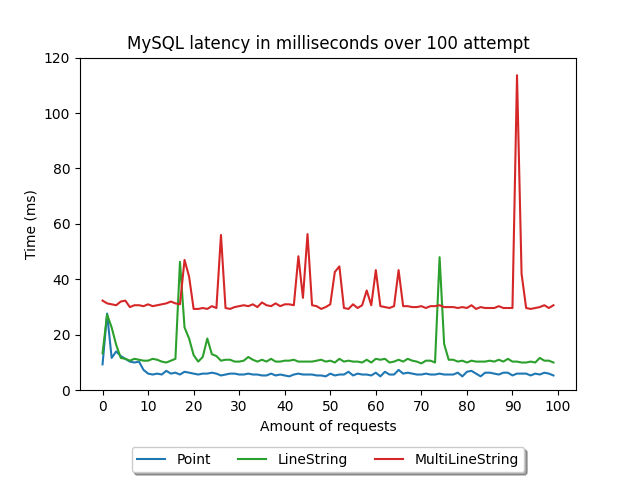 MySQL latency in milliseconds over 100 attempt
120
100
80
60
40
20
0
Time (ms)
0 10 20 30 40 50 60 70 80 90 100
Amount of requests
Point LineString MultiLineString